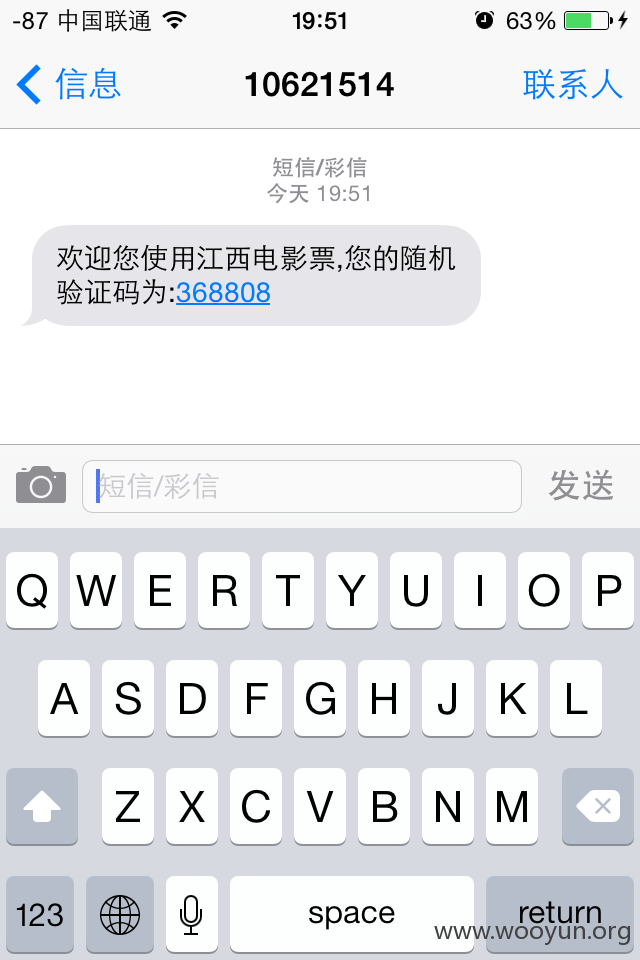 -87 中国联通 19:51 63%
信息 10621514 联系人
短信/彩信
今天 19:51
欢迎您使用江西电影票,您的随机
验证码为:368808
短信/彩信 发送
Q W E R T Y U I O P
A S D F G H J K L
Z X C V B N M
123 space return
www.wooyun.org